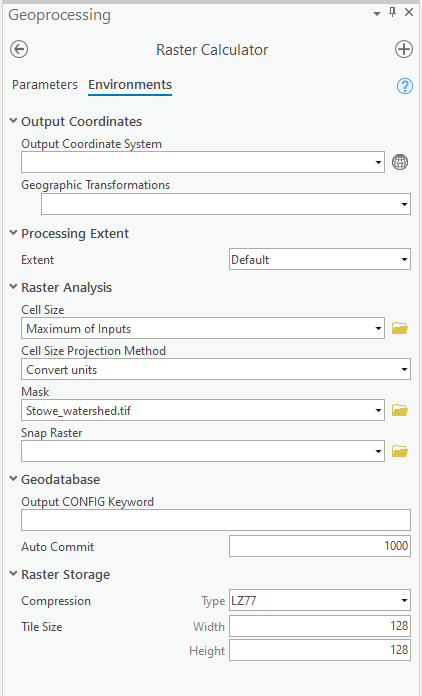 Geoprocessing
Raster Calculator
Parameters Environments ?
Output Coordinates
Output Coordinate System
Geographic Transformations
Processing Extent
Extent Default
Raster Analysis
Cell Size
Maximum of Inputs
Cell Size Projection Method
Convert units
Mask
Stowe_watershed.tif
Snap Raster
Geodatabase
Output CONFIG Keyword
Auto Commit 1000
Raster Storage
Compression Type LZ77
Tile Size Width 128
Height 128